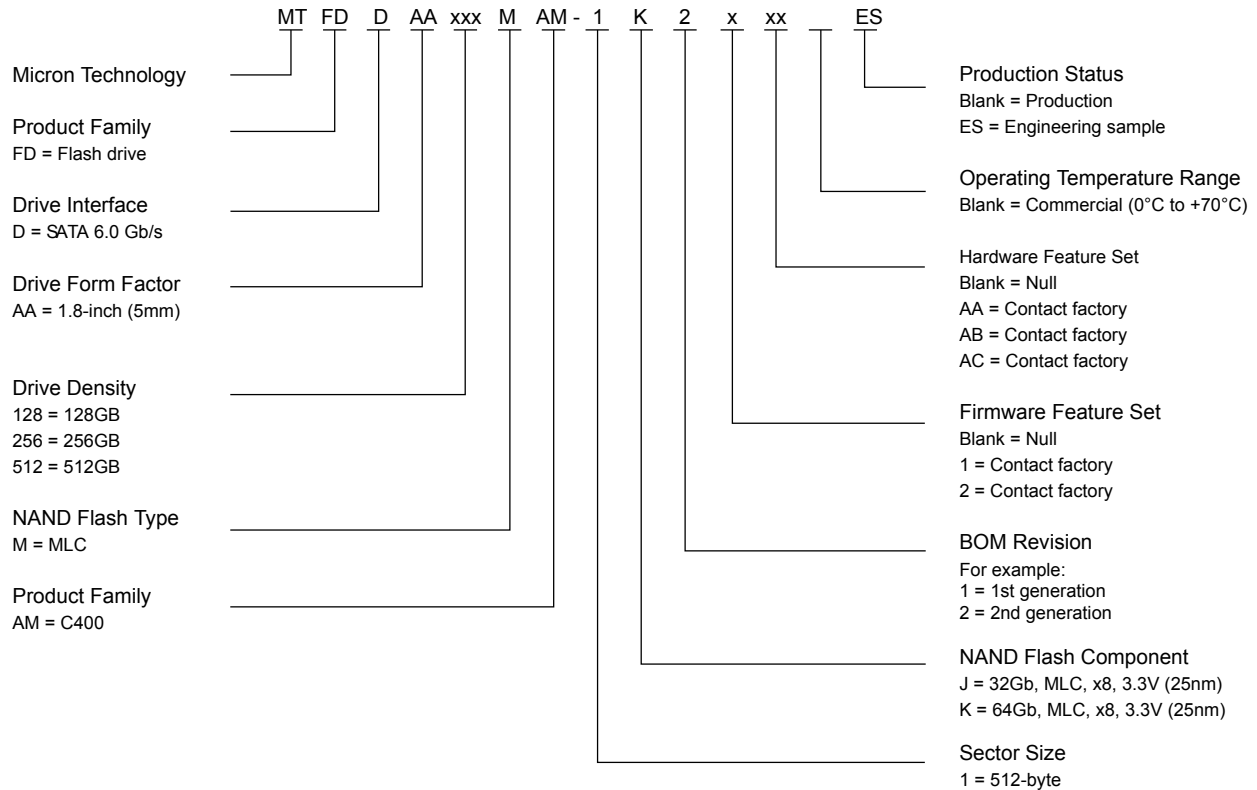 MT FD D AA xxx M AM - 1 K 2 x xx ES
Micron Technology
Product Family
FD = Flash drive
Drive Interface
D = SATA 6.0 Gb/s
Drive Form Factor
AA = 1.8-inch (5mm)
Drive Density
128 = 128GB
256 = 256GB
512 = 512GB
NAND Flash Type
M = MLC
Product Family
AM = C400
Production Status
Blank = Production
ES = Engineering sample
Operating Temperature Range
Blank = Commercial (0°C to +70°C)
Hardware Feature Set
Blank = Null
AA = Contact factory
AB = Contact factory
AC = Contact factory
Firmware Feature Set
Blank = Null
1 = Contact factory
2 = Contact factory
BOM Revision
For example:
1 = 1st generation
2 = 2nd generation
NAND Flash Component
J = 32Gb, MLC, x8, 3.3V (25nm)
K = 64Gb, MLC, x8, 3.3V (25nm)
Sector Size
1 = 512-byte